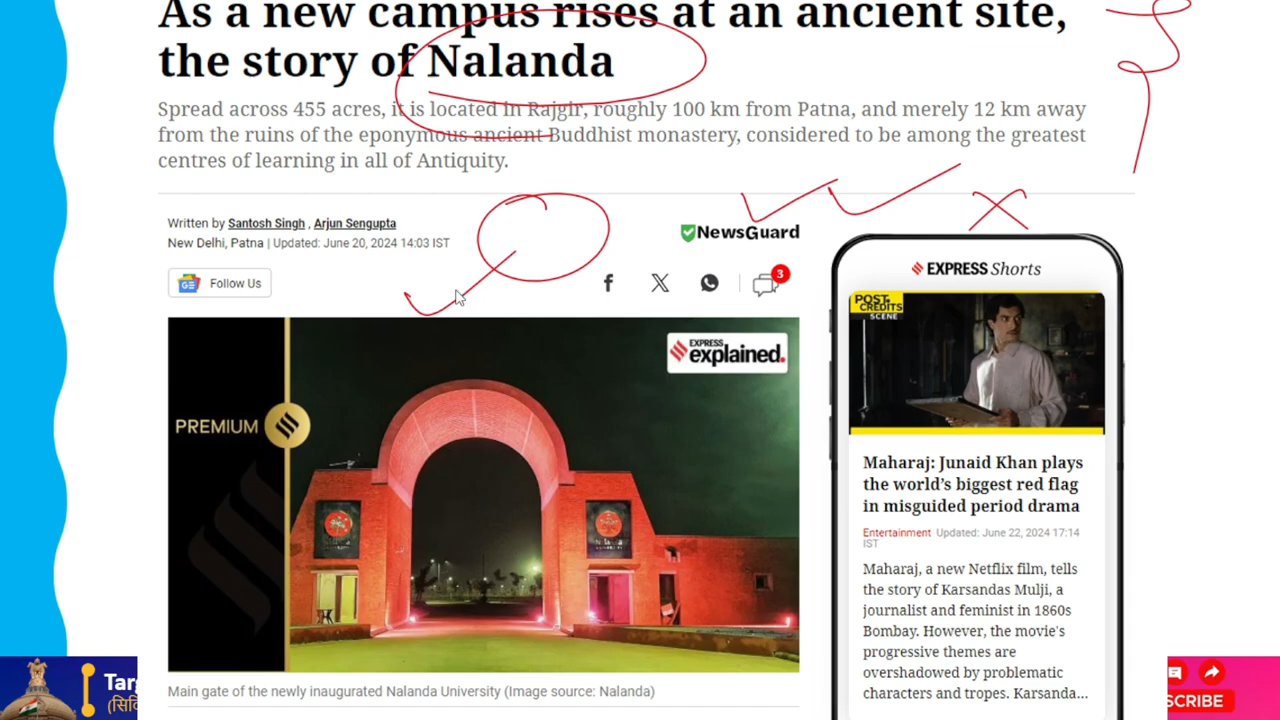 As a new campus rises at an ancient site,
the story of Nalanda
Spread across 455 acres, it is located in Rajgir, roughly 100 km from Patna, and merely 12 km away
from the ruins of the eponymous ancient Buddhist monastery, considered to be among the greatest
centres of learning in all of Antiquity.
Written by Santosh Singh , Arjun Sengupta
New Delhi, Patna | Updated: June 20, 2024 14:03 IST
NewsGuard
GE Follow Us
3
EXPRESS
explained.
PREMIUM
Main gate of the newly inaugurated Nalanda University (Image source: Nalanda)
EXPRESS Shorts
POST
CREDITS
SCENE
Maharaj: Junaid Khan plays
the world's biggest red flag
in misguided period drama
Entertainment Updated: June 22, 2024 17:14
IST
Maharaj, a new Netflix film, tells
the story of Karsandas Mulji, a
journalist and feminist in 1860s
Bombay. However, the movie's
progressive themes are
overshadowed by problematic
characters and tropes. Karsanda...